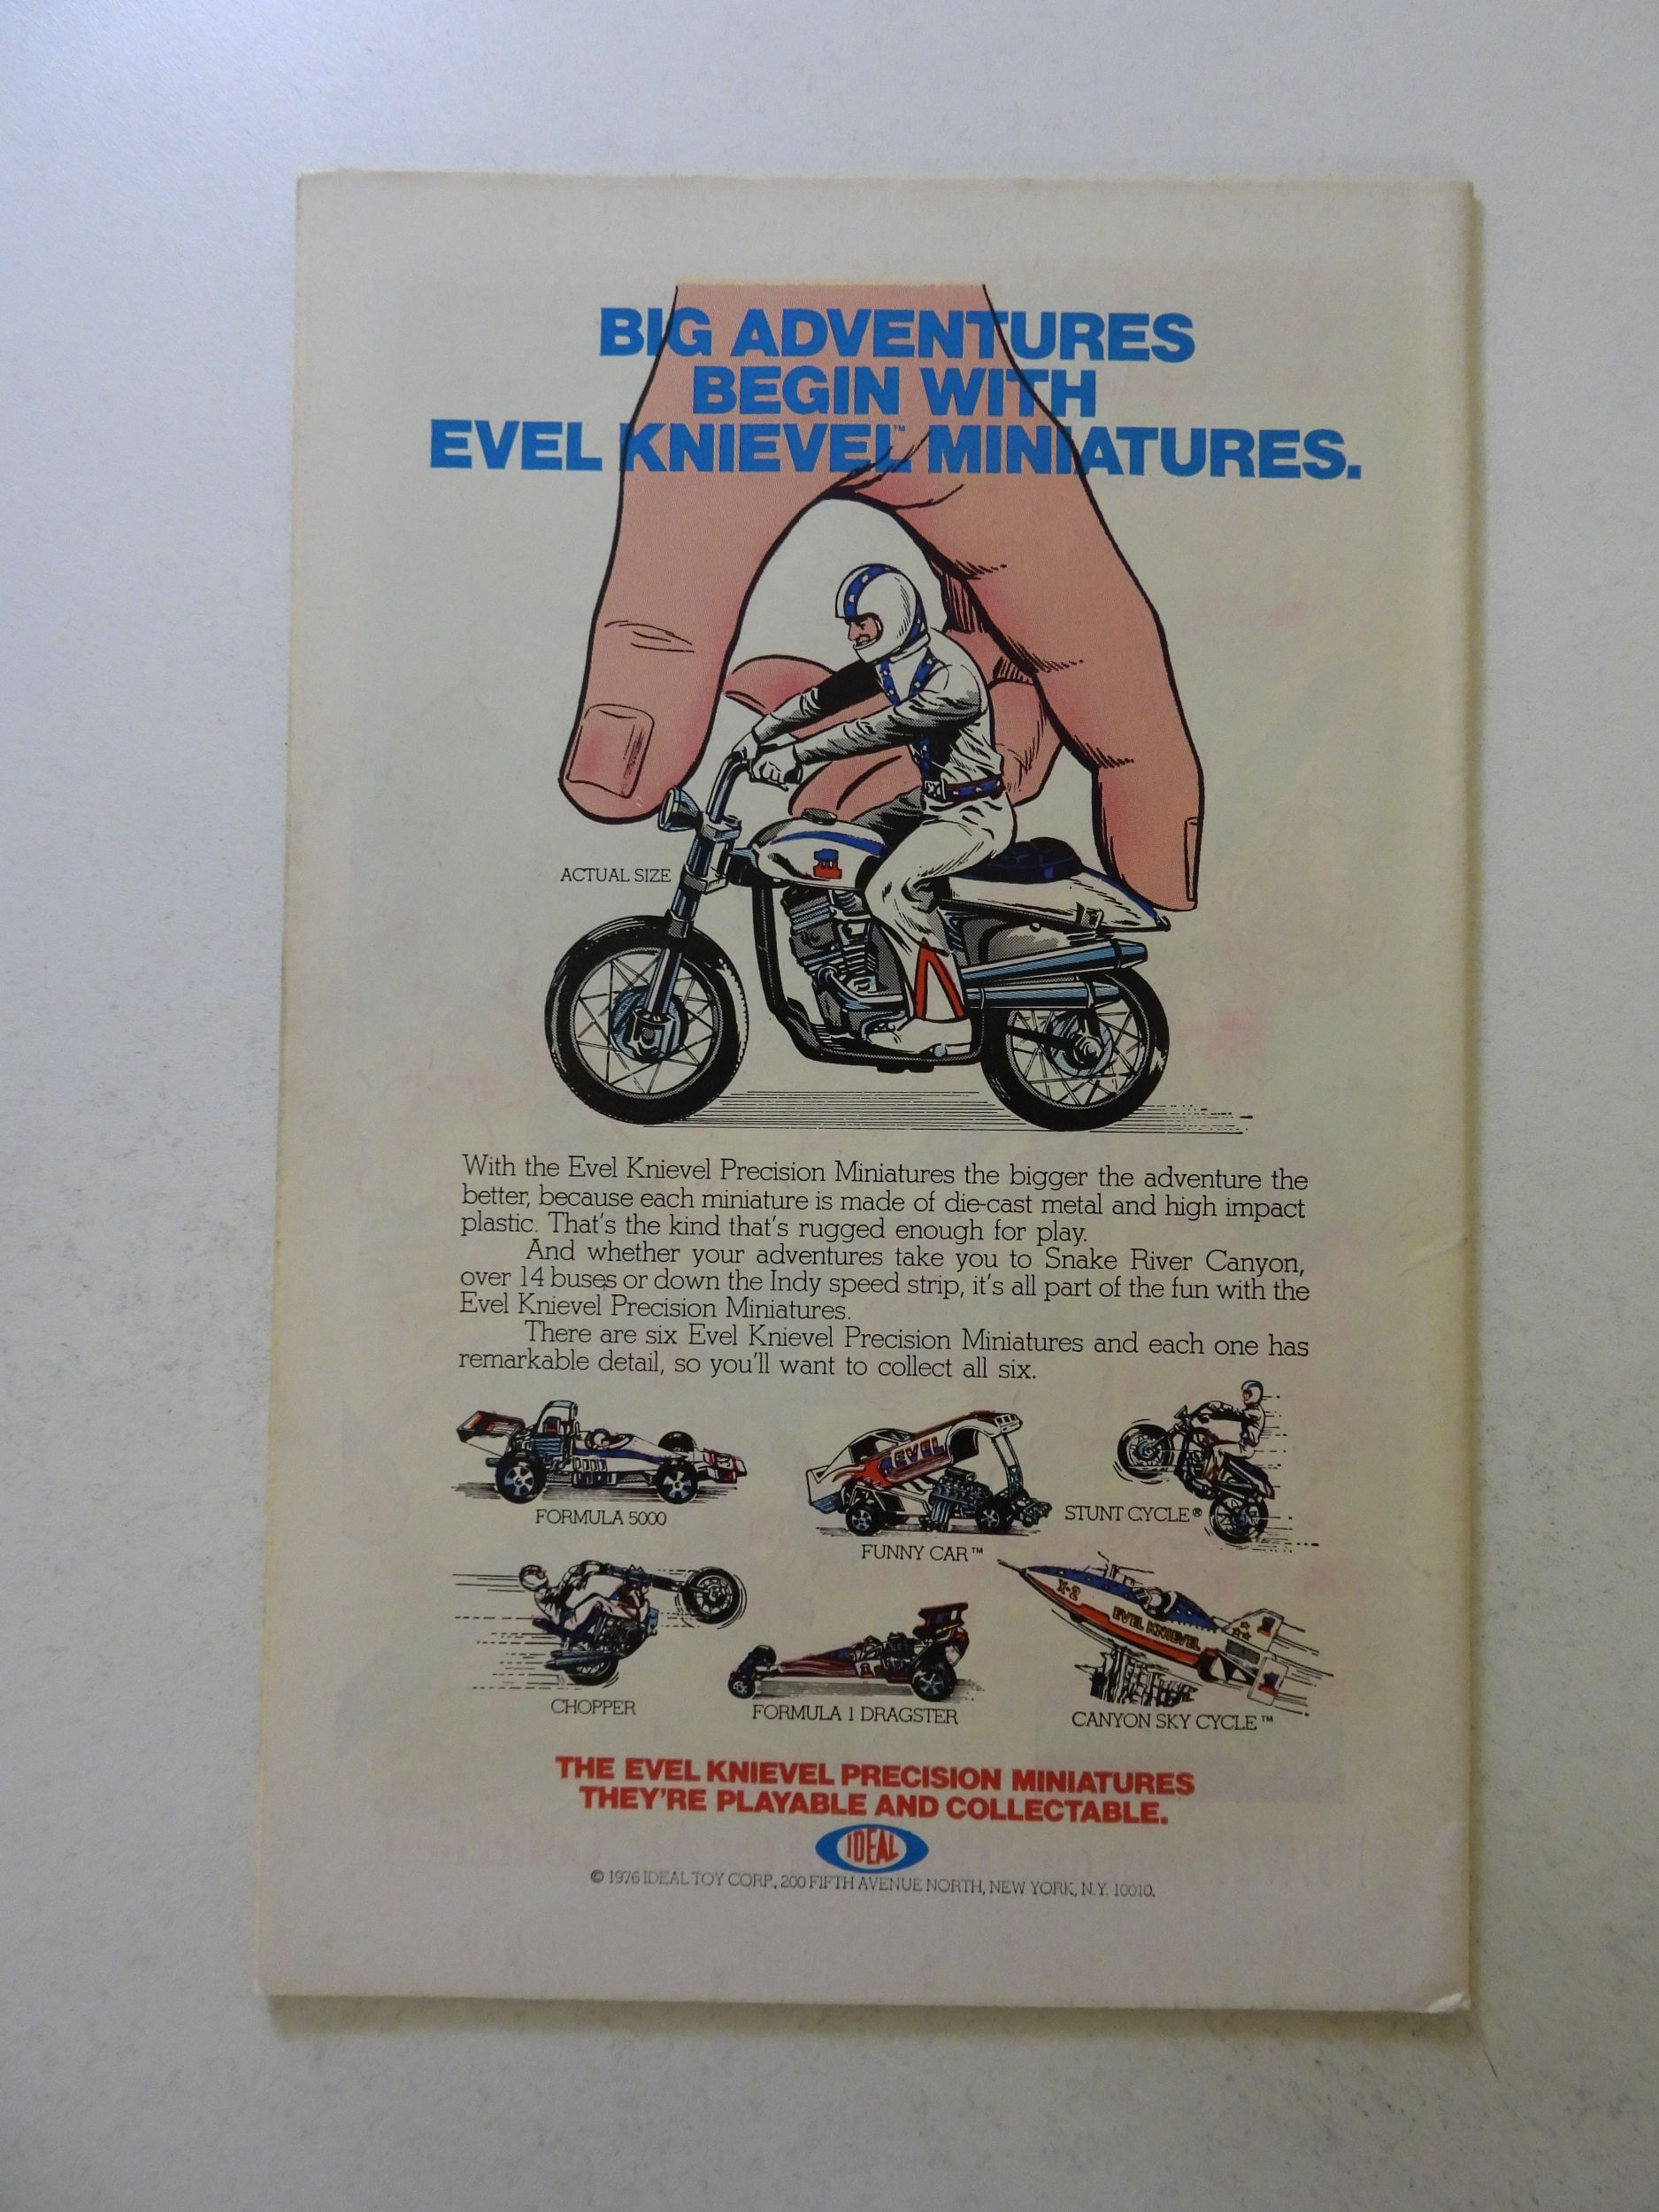 BIG ADVENTURES
BEGIN WITH
EVEL KNIEVEL™ MINIATURES.
ACTUAL SIZE
With the Evel Knievel Precision Miniatures the bigger the adventure the
better, because each miniature is made of die-cast metal and high impact
plastic. That's the kind that's rugged enough for play.
And whether your adventures take you to Snake River Canyon,
over 14 buses or down the Indy speed strip, it's all part of the fun with the
Evel Knievel Precision Miniatures.
There are six Evel Knievel Precision Miniatures and each one has
remarkable detail, so you'll want to collect all six.
EVEL
FORMULA 5000
STUNT CYCLE®
FUNNY CAR™
X-2
EVEL KNIEVEL
CHOPPER
FORMULA 1 DRAGSTER
CANYON SKY CYCLE™
THE EVEL KNIEVEL PRECISION MINIATURES
THEY'RE PLAYABLE AND COLLECTABLE.
IDEAL
© 1976 IDEAL TOY CORP., 200 FIFTH AVENUE NORTH, NEW YORK, N.Y. 10010.